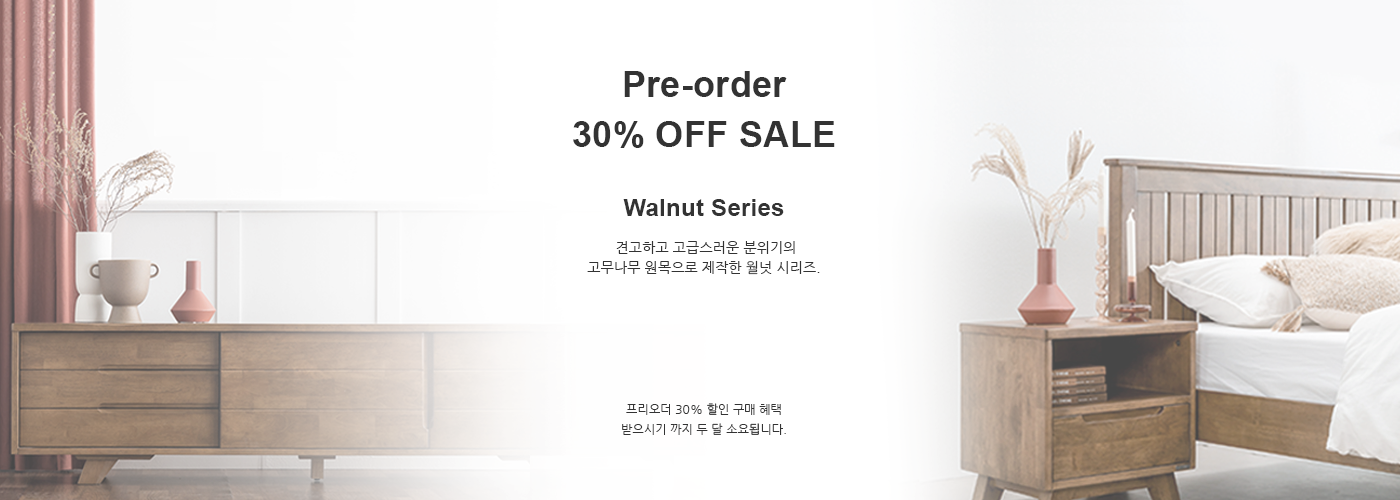 Pre-order
30% OFF SALE
Walnut Series
견고하고 고급스러운 분위기의
고무나무 원목으로 제작한 월넛 시리즈.
프리오더 30% 할인 구매 혜택
받으시기 까지 두 달 소요됩니다.